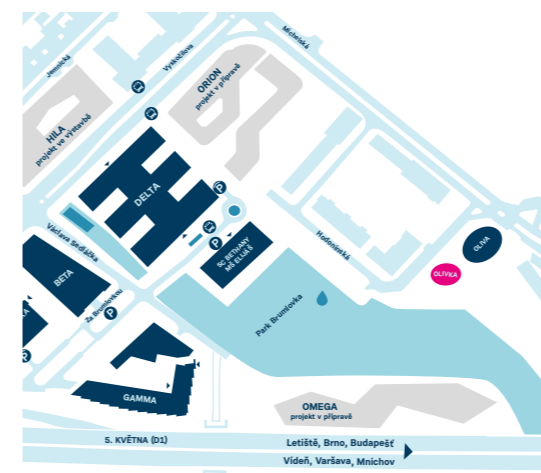 Michelská
Jemnická
Vyskočilova
ORION
projekt v přípravě
HILA
projekt ve výstavbě
P
DELTA
Václava Sedláčka
P
SC BETHANY
MŠ ELIJÁŠ
Hodonínská
OLIVA
OLIVKA
BETA
Za Brumlovkou
P
Park Brumlovka
A
P
GAMMA
OMEGA
projekt v přípravě
5. KVĚTNA (D1)
Letiště, Brno, Budapešť
Vídeň, Varšava, Mnichov